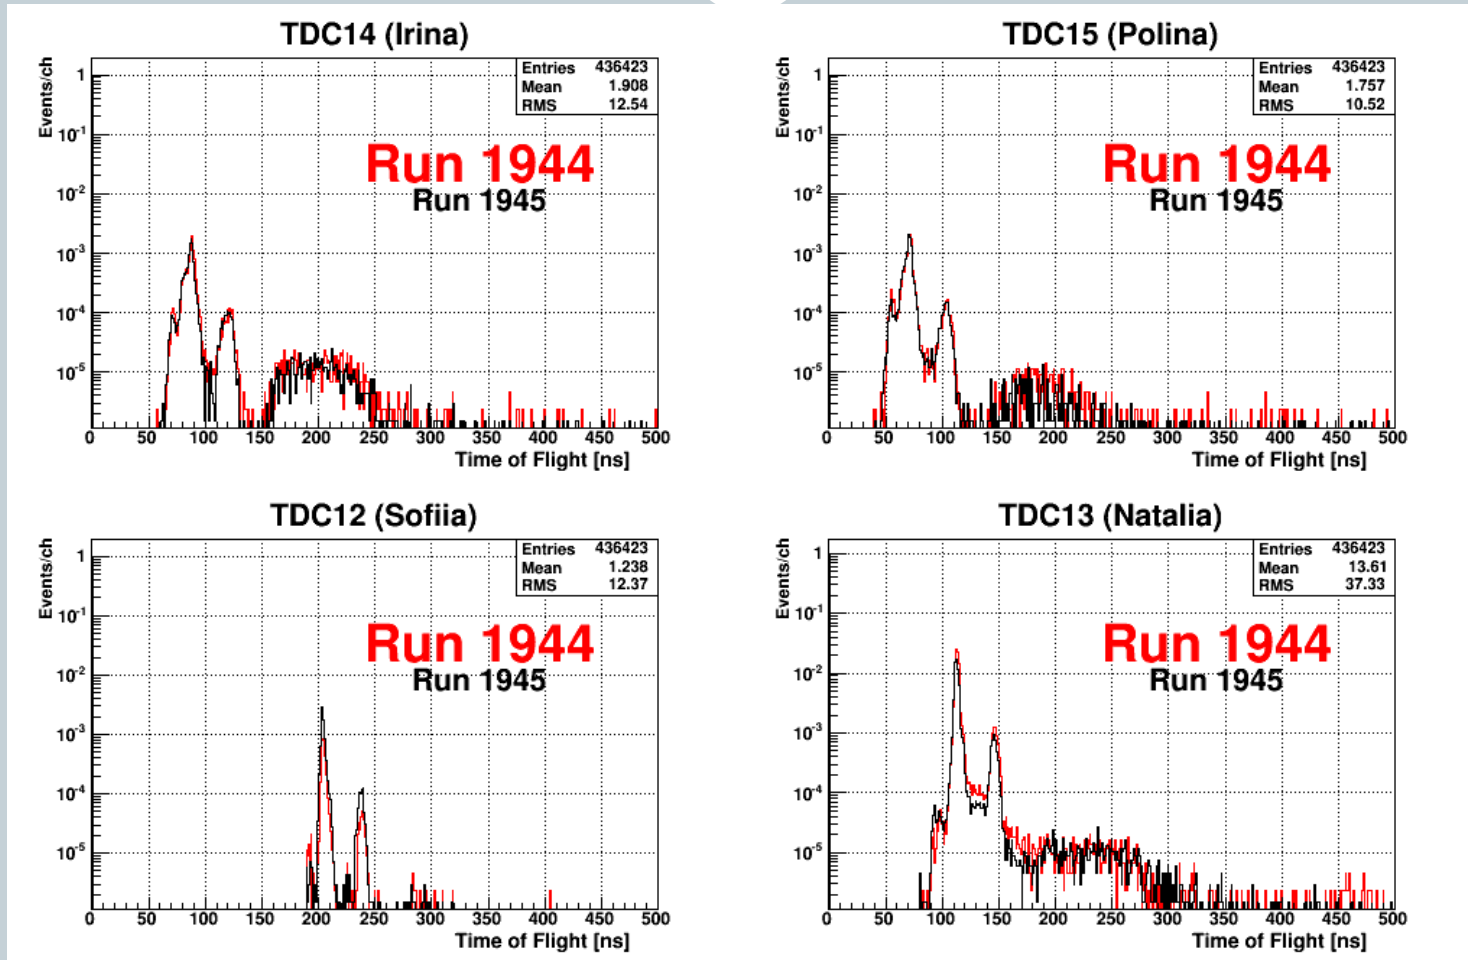 TDC14 (Irina)
Events/ch
Entries 436423
Mean 1.908
RMS 12.54
Run 1944
Run 1945
1
10-1
10-2
10-3
10-4
10-5
0 50 100 150 200 250 300 350 400 450 500
Time of Flight [ns]
TDC15 (Polina)
Events/ch
Entries 436423
Mean 1.757
RMS 10.52
Run 1944
Run 1945
1
10-1
10-2
10-3
10-4
10-5
0 50 100 150 200 250 300 350 400 450 500
Time of Flight [ns]
TDC12 (Sofiia)
Events/ch
Entries 436423
Mean 1.238
RMS 12.37
Run 1944
Run 1945
1
10-1
10-2
10-3
10-4
10-5
0 50 100 150 200 250 300 350 400 450 500
Time of Flight [ns]
TDC13 (Natalia)
Events/ch
Entries 436423
Mean 13.61
RMS 37.33
Run 1944
Run 1945
1
10-1
10-2
10-3
10-4
10-5
0 50 100 150 200 250 300 350 400 450 500
Time of Flight [ns]